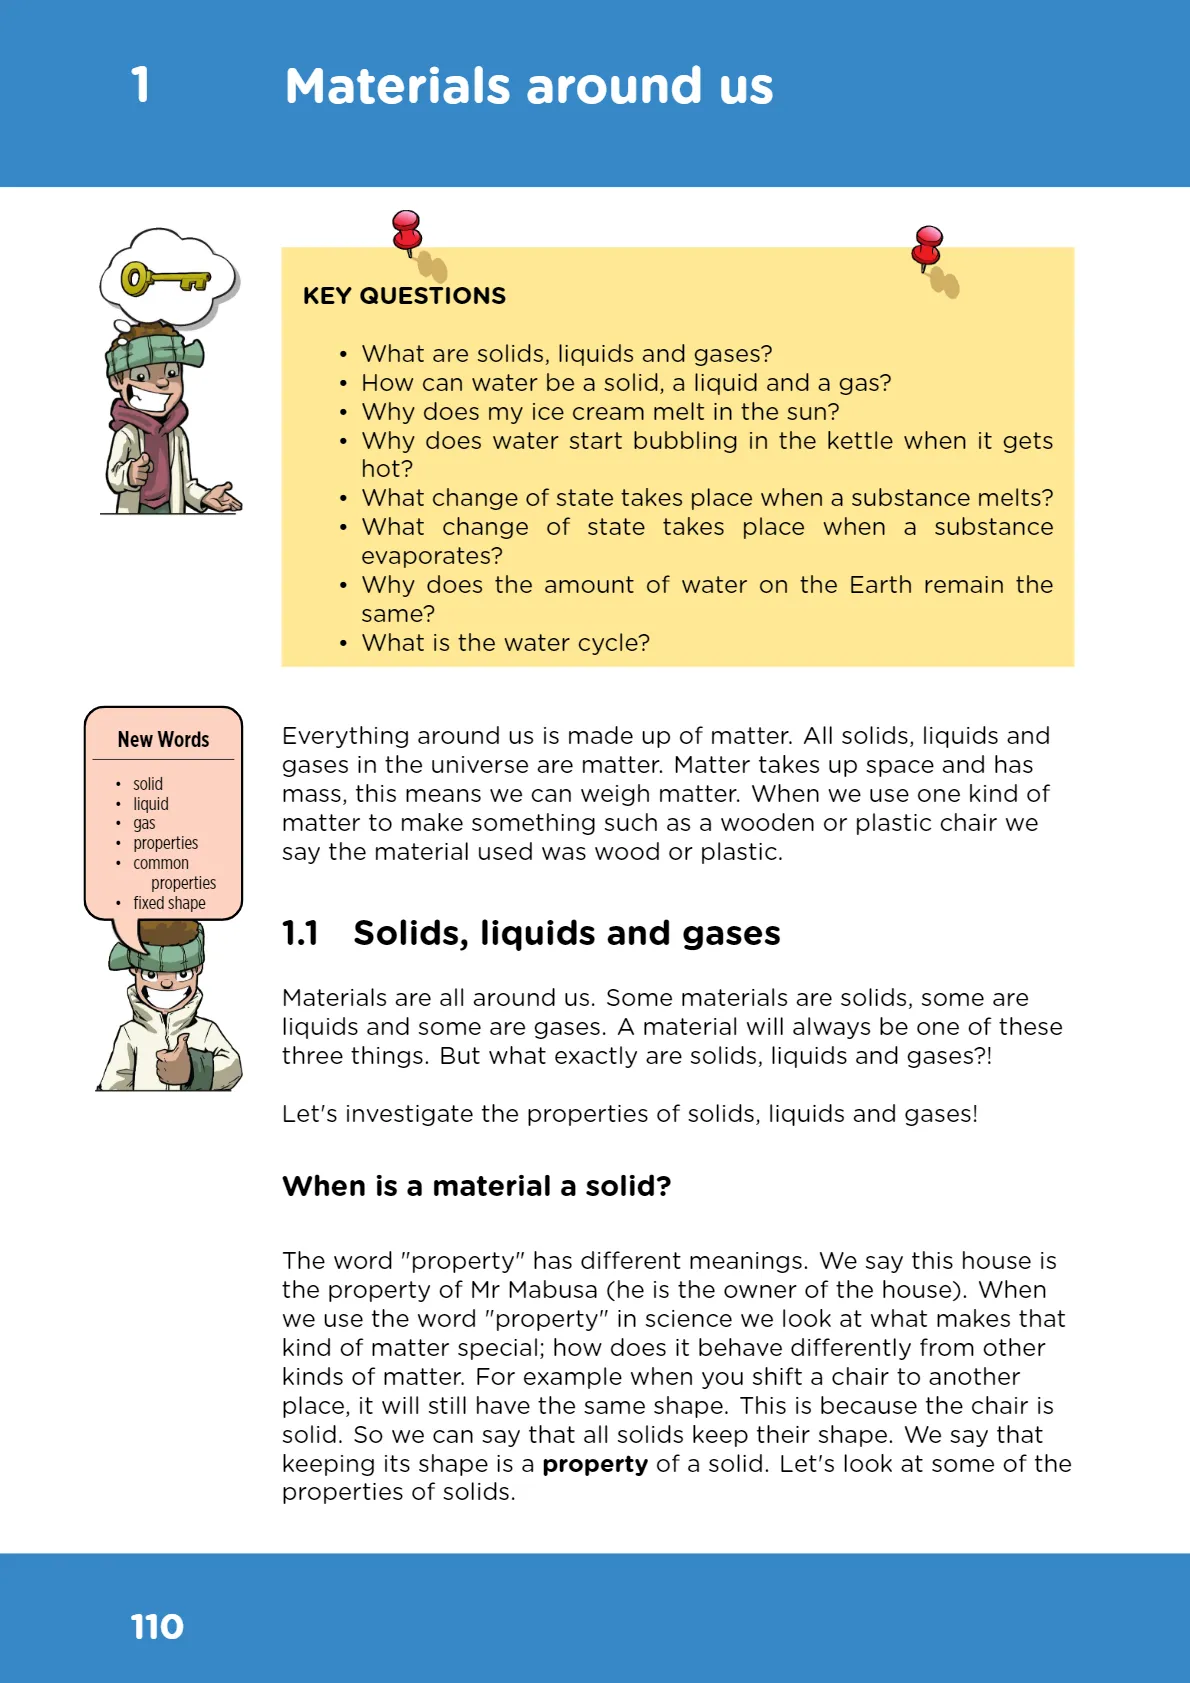 1 Materials around us
KEY QUESTIONS
• What are solids, liquids and gases?
• How can water be a solid, a liquid and a gas?
• Why does my ice cream melt in the sun?
• Why does water start bubbling in the kettle when it gets
hot?
• What change of state takes place when a substance melts?
• What change of state takes place when a substance
evaporates?
• Why does the amount of water on the Earth remain the
same?
• What is the water cycle?
New Words
• solid
• liquid
• gas
• properties
• common
properties
• fixed shape
Everything around us is made up of matter. All solids, liquids and
gases in the universe are matter. Matter takes up space and has
mass, this means we can weigh matter. When we use one kind of
matter to make something such as a wooden or plastic chair we
say the material used was wood or plastic.
1.1 Solids, liquids and gases
Materials are all around us. Some materials are solids, some are
liquids and some are gases. A material will always be one of these
three things. But what exactly are solids, liquids and gases?!
Let's investigate the properties of solids, liquids and gases!
When is a material a solid?
The word "property" has different meanings. We say this house is
the property of Mr Mabusa (he is the owner of the house). When
we use the word "property" in science we look at what makes that
kind of matter special; how does it behave differently from other
kinds of matter. For example when you shift a chair to another
place, it will still have the same shape. This is because the chair is
solid. So we can say that all solids keep their shape. We say that
keeping its shape is a property of a solid. Let's look at some of the
properties of solids.
110